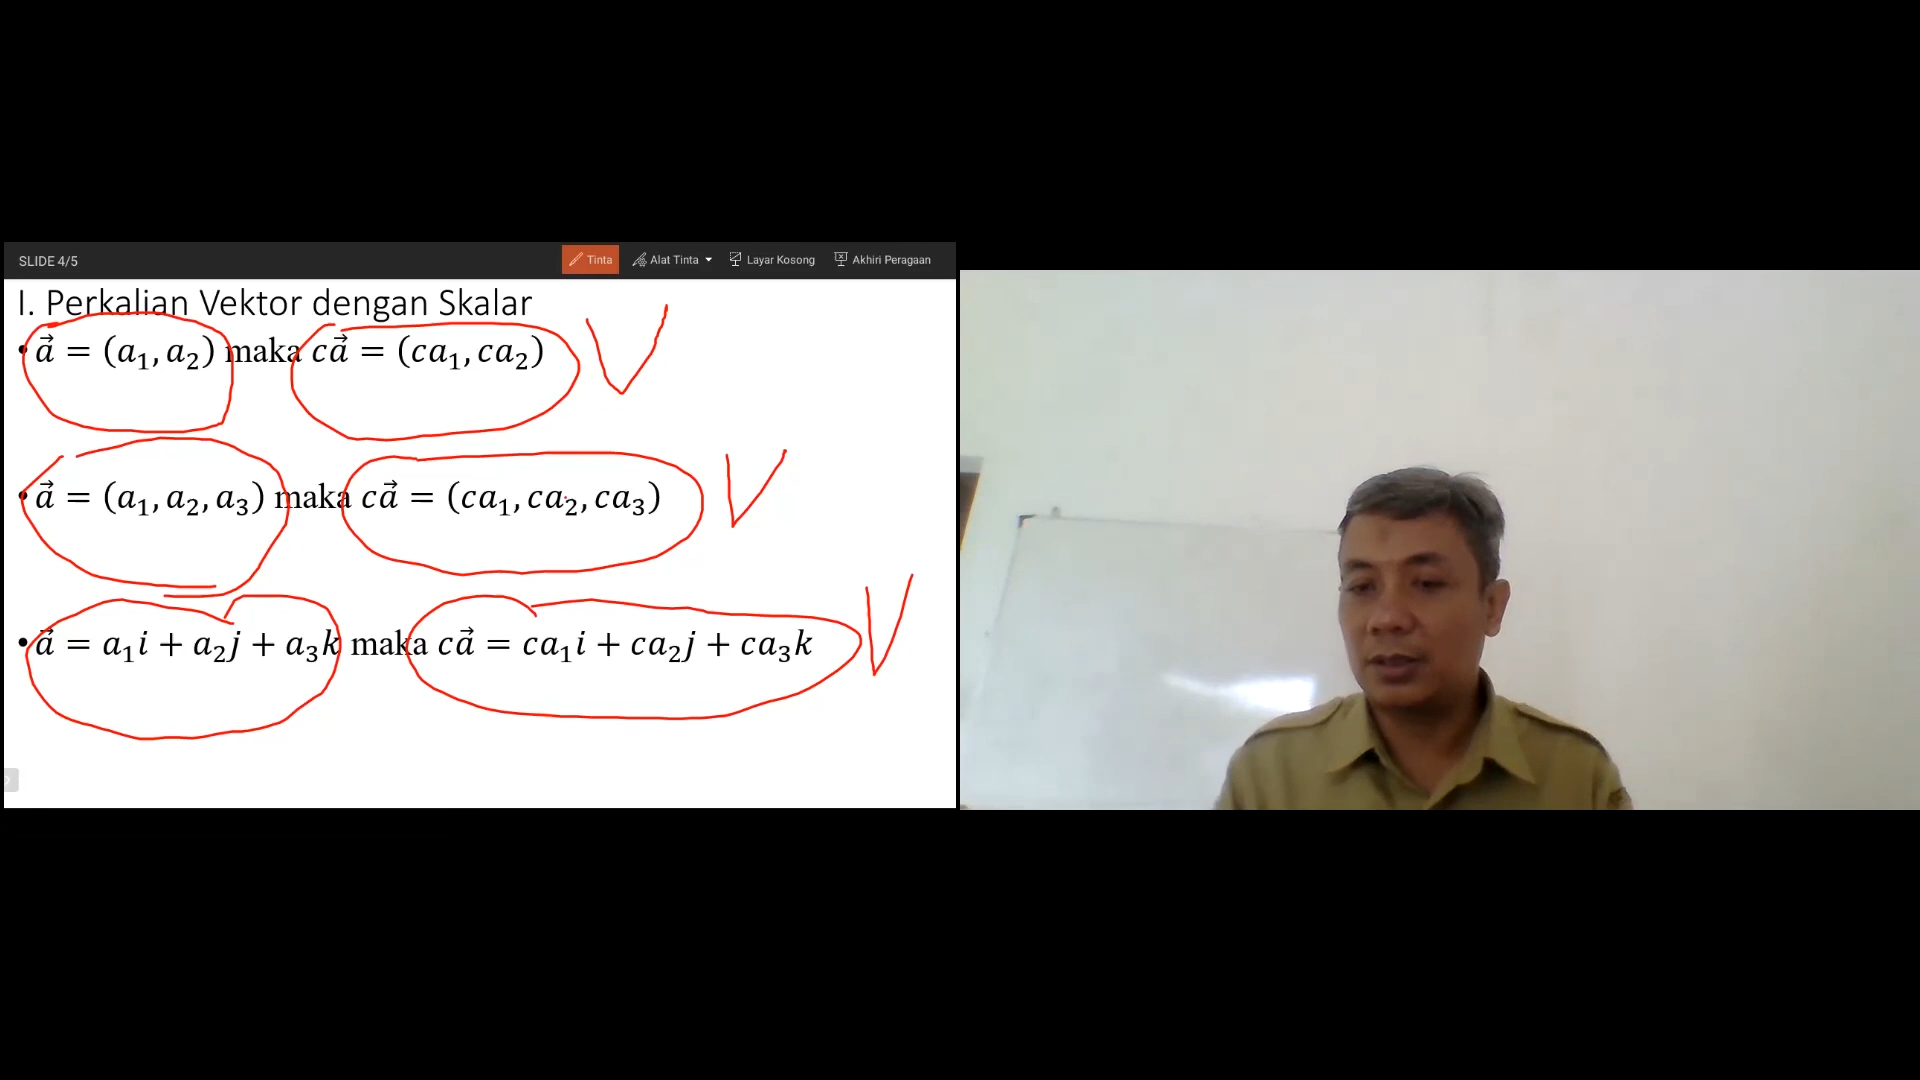 SLIDE 4/5
Tinta Alat Tinta Layar Kosong Akhiri Peragaan
I. Perkalian Vektor dengan Skalar
• a⃗ = (a₁, a₂) maka ca⃗ = (ca₁, ca₂)
• a⃗ = (a₁, a₂, a₃) maka ca⃗ = (ca₁, ca₂, ca₃)
• a⃗ = a₁i + a₂j + a₃k maka ca⃗ = ca₁i + ca₂j + ca₃k